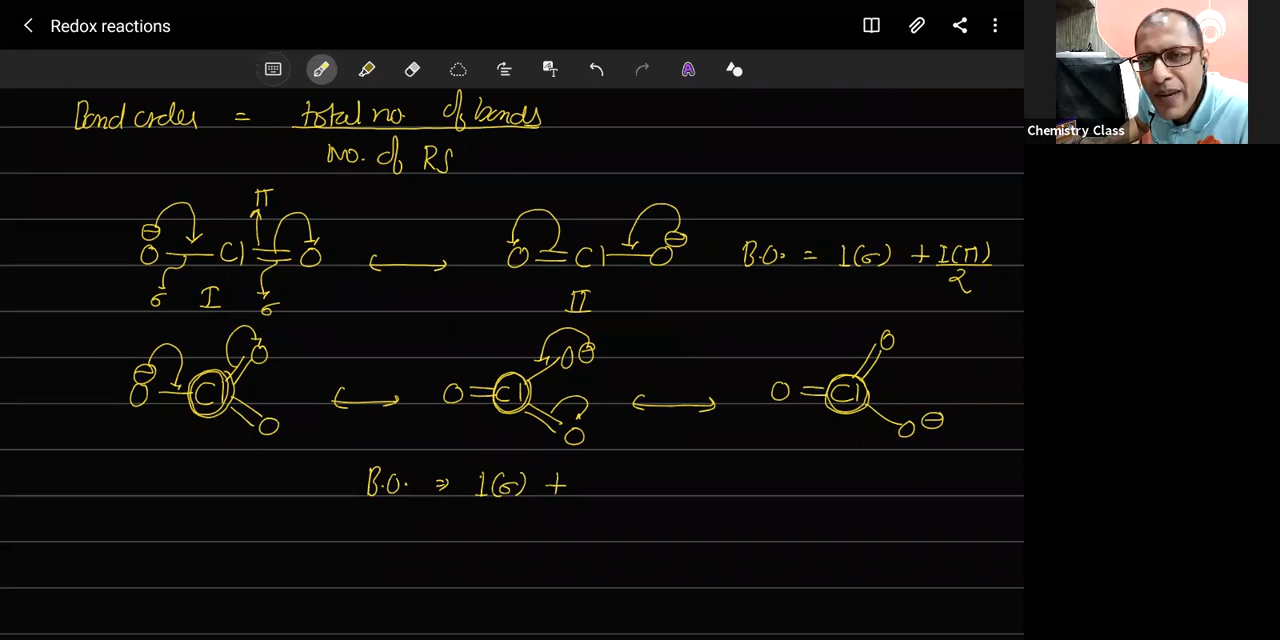 Redox reactions
Chemistry Class
Bond order = total no. of bonds
No. of RS
π
⊖
O — Cl = O ⟷ O = Cl — O ⊖
σ I σ
II
B.O. = 1(σ) + 1(π)
2
⊖ O — Cl O O ⟷ O = Cl O ⊖ O ⟷ O = Cl O O ⊖
B.O. ⇒ 1(σ) +